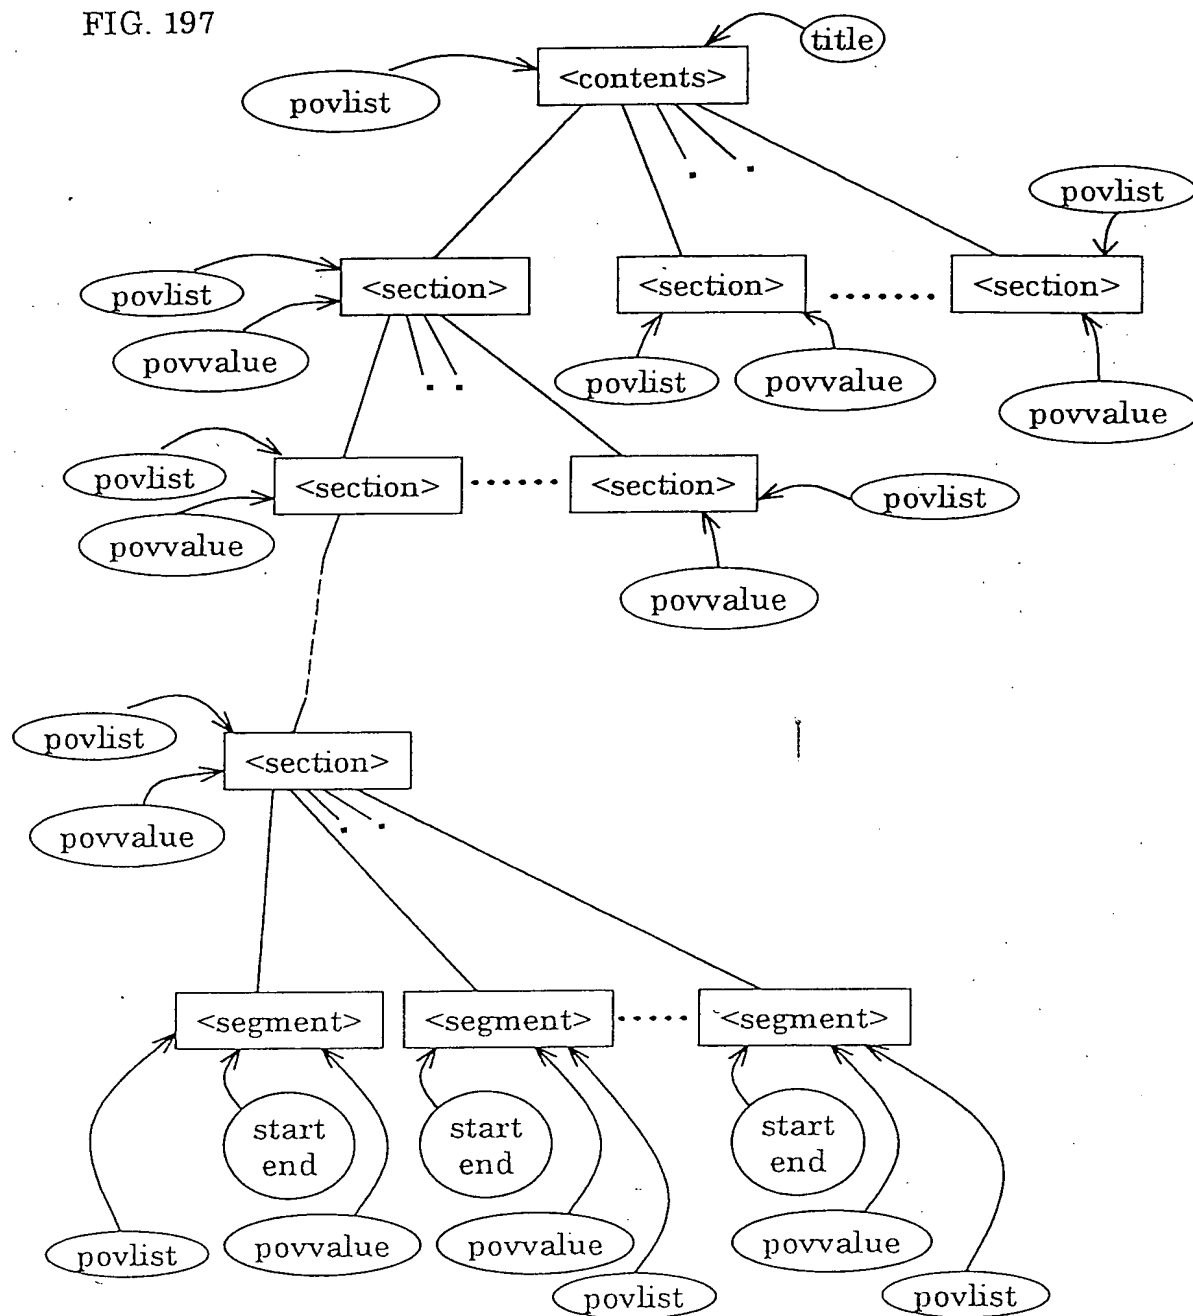 FIG. 197
title
<contents>
povlist
povlist
povlist
<section>
<section>
<section>
povvalue
povlist
povvalue
povvalue
povlist
<section>
<section>
povlist
povvalue
povvalue
povlist
<section>
povvalue
<segment>
<segment>
<segment>
start
end
start
end
start
end
povlist
povvalue
povvalue
povvalue
povlist
povlist